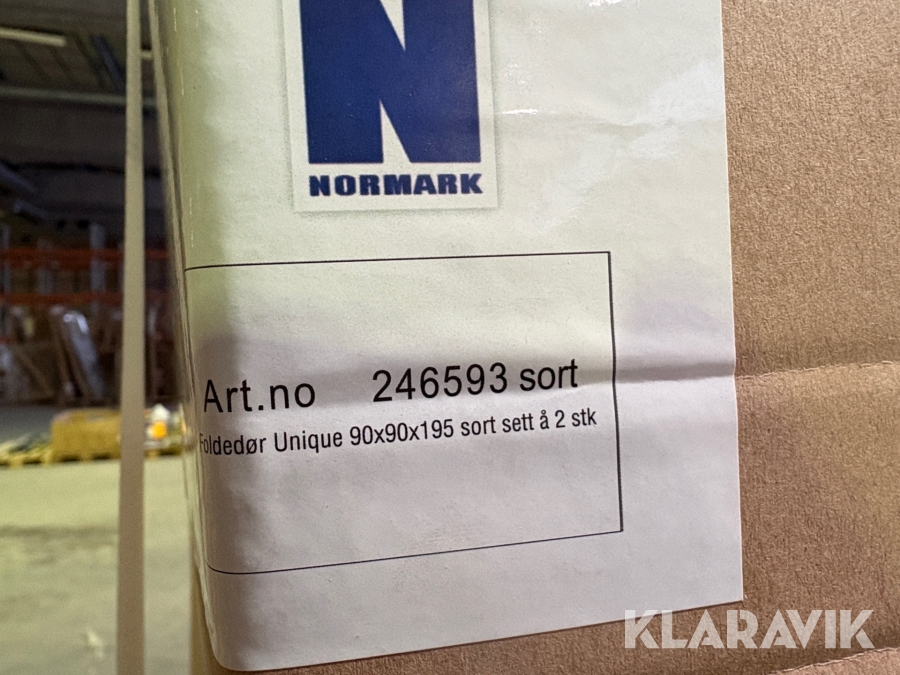 N
NORMARK
Art.no 246593 sort
Foldedør Unique 90x90x195 sort sett å 2 stk
KLARAVIK